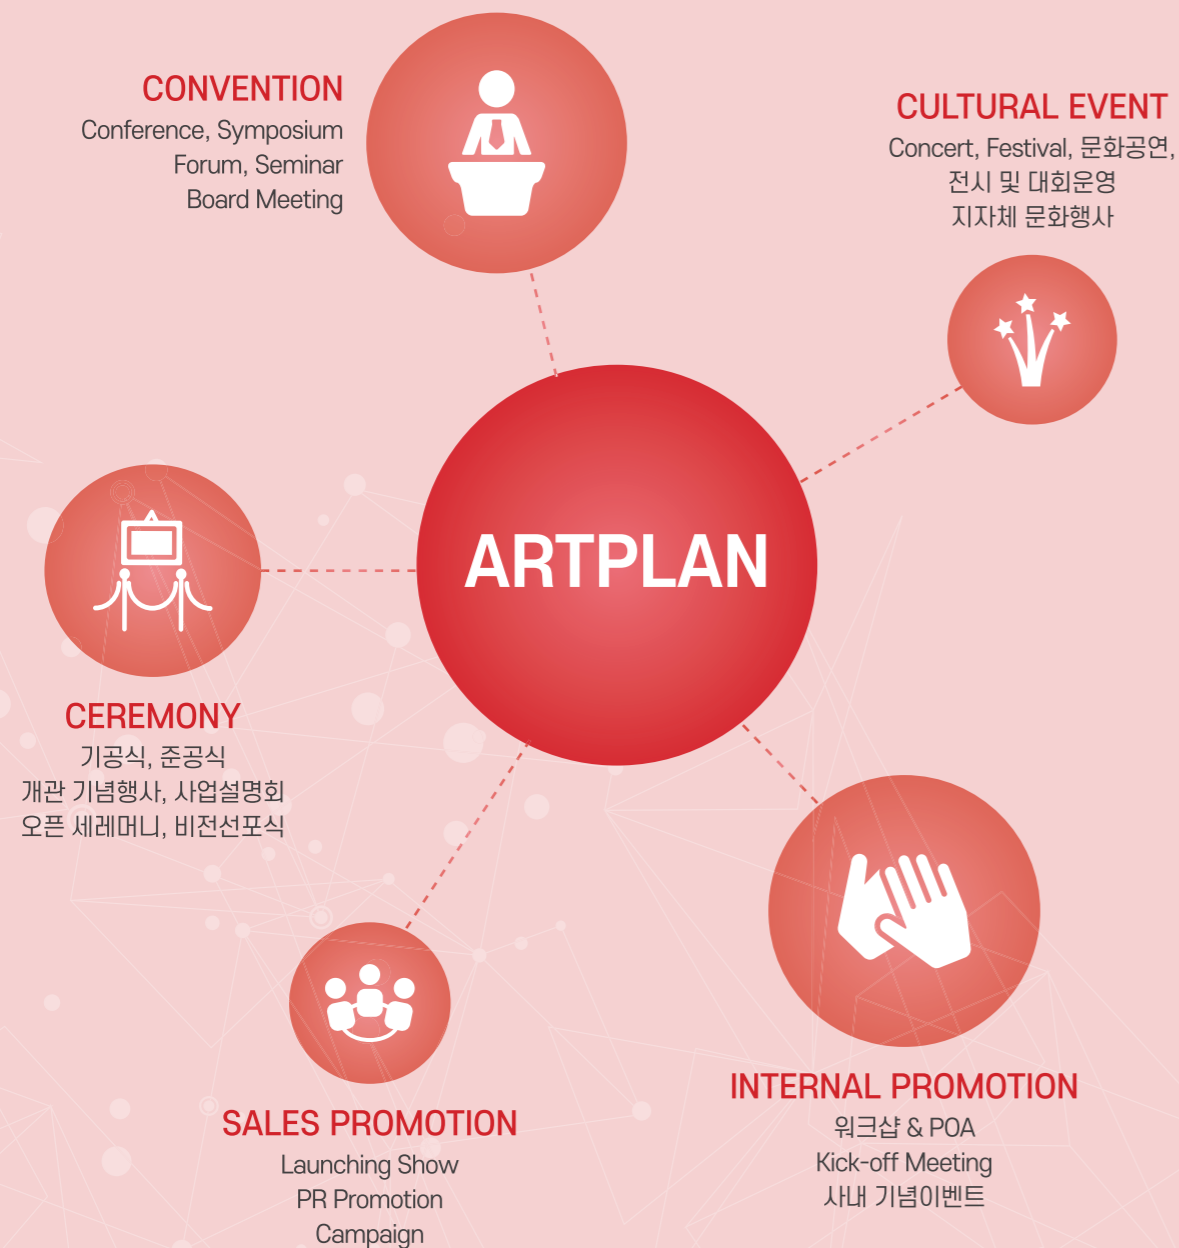 CONVENTION
Conference, Symposium
Forum, Seminar
Board Meeting
CULTURAL EVENT
Concert, Festival, 문화공연,
전시 및 대회운영
지자체 문화행사
ARTPLAN
CEREMONY
기공식, 준공식
개관 기념행사, 사업설명회
오픈 세레머니, 비전선포식
SALES PROMOTION
Launching Show
PR Promotion
Campaign
INTERNAL PROMOTION
워크샵 & POA
Kick-off Meeting
사내 기념이벤트